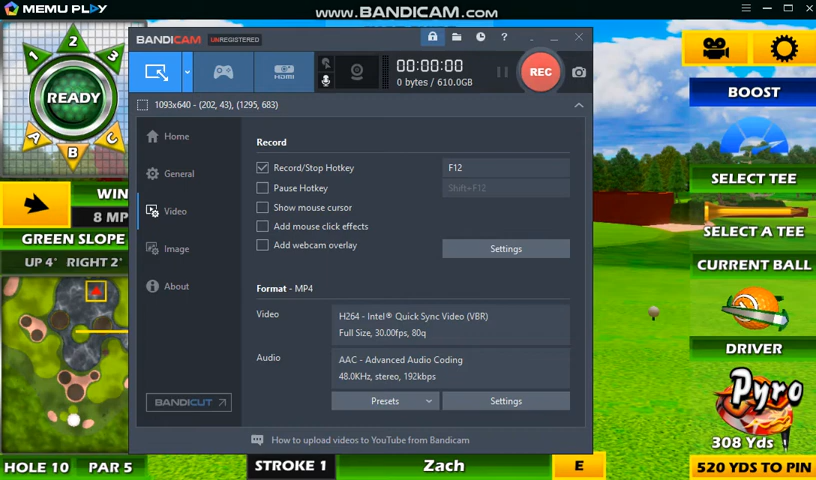 MEMU PLAY
www.BANDICAM.com
BANDICAM UNREGISTERED
?
HDMI
00:00:00
0 bytes / 610.0GB
REC
1093x640 - (202, 43), (1295, 683)
Home
General
Video
Image
About
BANDICUT
Record
Record/Stop Hotkey
F12
Pause Hotkey
Shift+F12
Show mouse cursor
Add mouse click effects
Add webcam overlay
Settings
Format - MP4
Video
H264 - Intel® Quick Sync Video (VBR)
Full Size, 30.00fps, 80q
Audio
AAC - Advanced Audio Coding
48.0KHz, stereo, 192kbps
Presets
Settings
How to upload videos to YouTube from Bandicam
1
2
3
READY
A
B
C
WIN
8 MP
GREEN SLOPE
UP 4° RIGHT 2°
HOLE 10 PAR 5
STROKE 1
Zach
E
BOOST
SELECT TEE
SELECT A TEE
CURRENT BALL
DRIVER
Pyro
308 Yds
520 YDS TO PIN